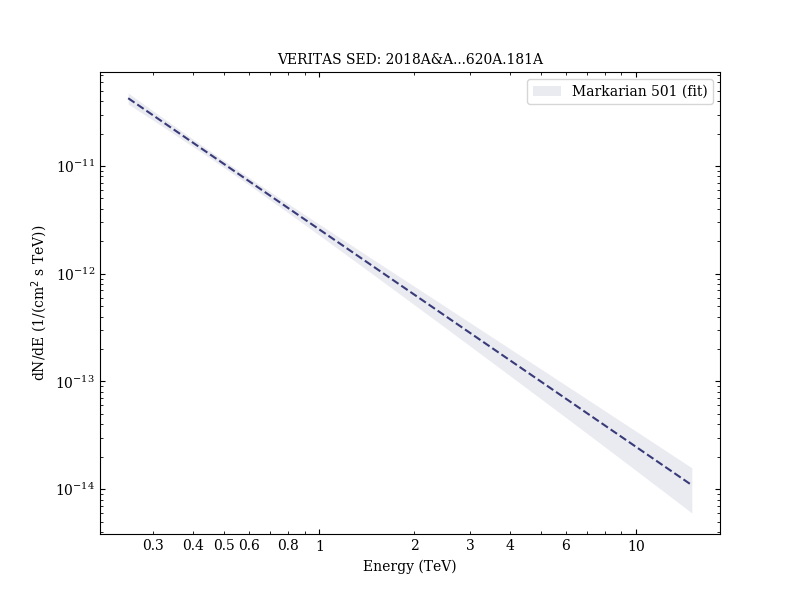 VERITAS SED: 2018A&A...620A.181A
Markarian 501 (fit)
dN/dE (1/(cm² s TeV))
10⁻¹¹
10⁻¹²
10⁻¹³
10⁻¹⁴
0.3 0.4 0.5 0.6 0.8 1 2 3 4 6 10
Energy (TeV)